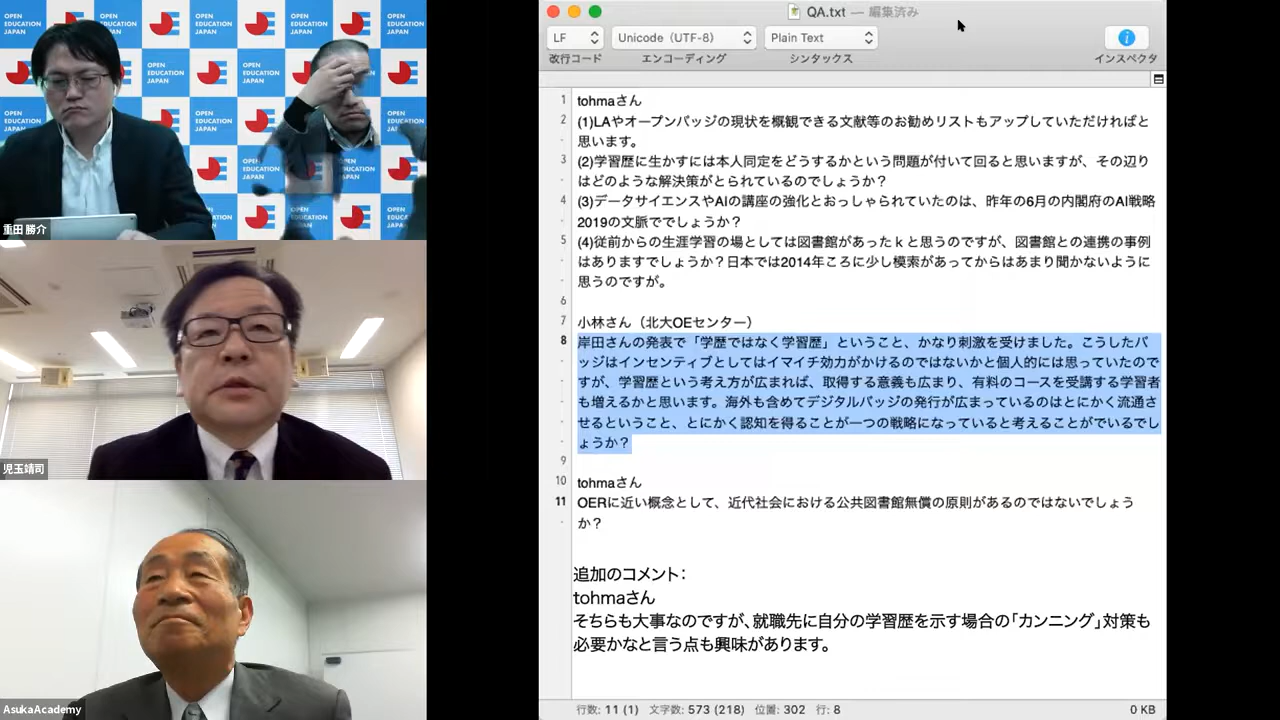 OPEN EDUCATION JAPAN
重田 勝介
児玉靖司
AsukaAcademy
QA.txt — 編集済み
LF
Unicode（UTF-8）
Plain Text
改行コード
エンコーディング
シンタックス
インスペクタ
1 tohmaさん
2 (1)LAやオープンバッジの現状を概観できる文献等のお勧めリストもアップしていただければと
思います。
3 (2)学習歴に生かすには本人同定をどうするかという問題が付いて回ると思いますが、その辺り
はどのような解決策がとられているのでしょうか？
4 (3)データサイエンスやAIの講座の強化とおっしゃられていたのは、昨年の6月の内閣府のAI戦略
2019の文脈ででしょうか？
5 (4)従前からの生涯学習の場としては図書館があったｋと思うのですが、図書館との連携の事例
はありますでしょうか？日本では2014年ころに少し模索があってからはあまり聞かないように
思うのですが。
6
7 小林さん（北大OEセンター）
8 岸田さんの発表で「学歴ではなく学習歴」ということ、かなり刺激を受けました。こうしたバ
ッジはインセンティブとしてはイマイチ効力がかけるのではないかと個人的には思っていたので
すが、学習歴という考え方が広まれば、取得する意義も広まり、有料のコースを受講する学習者
も増えるかと思います。海外も含めてデジタルバッジの発行が広まっているのはとにかく流通さ
せるということ、とにかく認知を得ることが一つの戦略になっていると考えることがでいるでし
ょうか？
9
10 tohmaさん
11 OERに近い概念として、近代社会における公共図書館無償の原則があるのではないでしょう
か？
追加のコメント：
tohmaさん
そちらも大事なのですが、就職先に自分の学習歴を示す場合の「カンニング」対策も
必要かなと言う点も興味があります。
行数: 11 (1) 文字数: 573 (218) 位置: 302 行: 8
0 KB